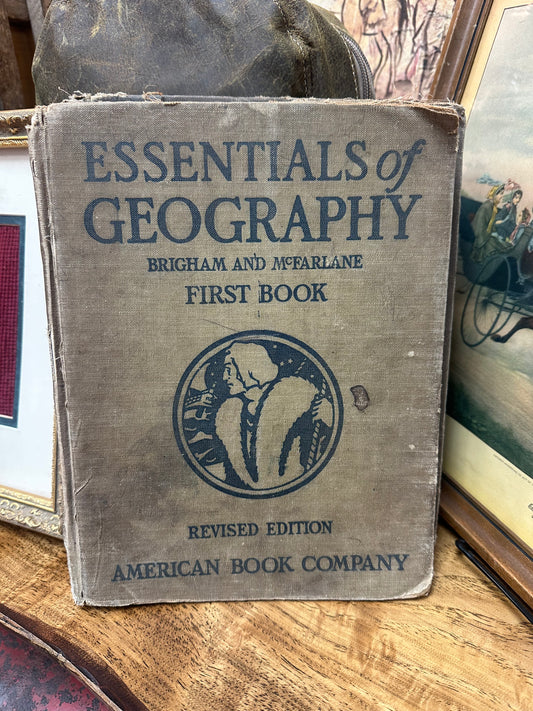 ESSENTIALS of
GEOGRAPHY
BRIGHAM AND McFARLANE
FIRST BOOK
REVISED EDITION
AMERICAN BOOK COMPANY